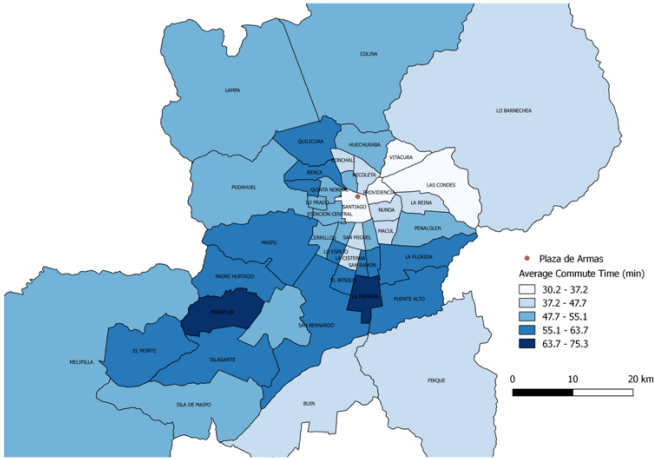 COLINA
LAMPA
LO BARNECHEA
QUILICURA
HUECHURABA
CONCHALI
VITACURA
RENCA
RECOLETA
PUDAHUEL
LAS CONDES
QUINTA NORMAL
PROVIDENCIA
LO PRADO
SANTIAGO
LA REINA
NUNOA
ESTACION CENTRAL
MACUL
PENALOLEN
CERRILLOS
SAN MIGUEL
MAIPU
LO ESPEJO
LA CISTERNA
LA FLORIDA
SAN RAMON
PADRE HURTADO
EL BOSQUE
LA PINTANA
PUENTE ALTO
PENAFLOR
SAN BERNARDO
EL MONTE
MELIPILLA
TALAGANTE
PIRQUE
ISLA DE MAIPO
BUIN
Plaza de Armas
Average Commute Time (min)
30.2 - 37.2
37.2 - 47.7
47.7 - 55.1
55.1 - 63.7
63.7 - 75.3
0 10 20 km